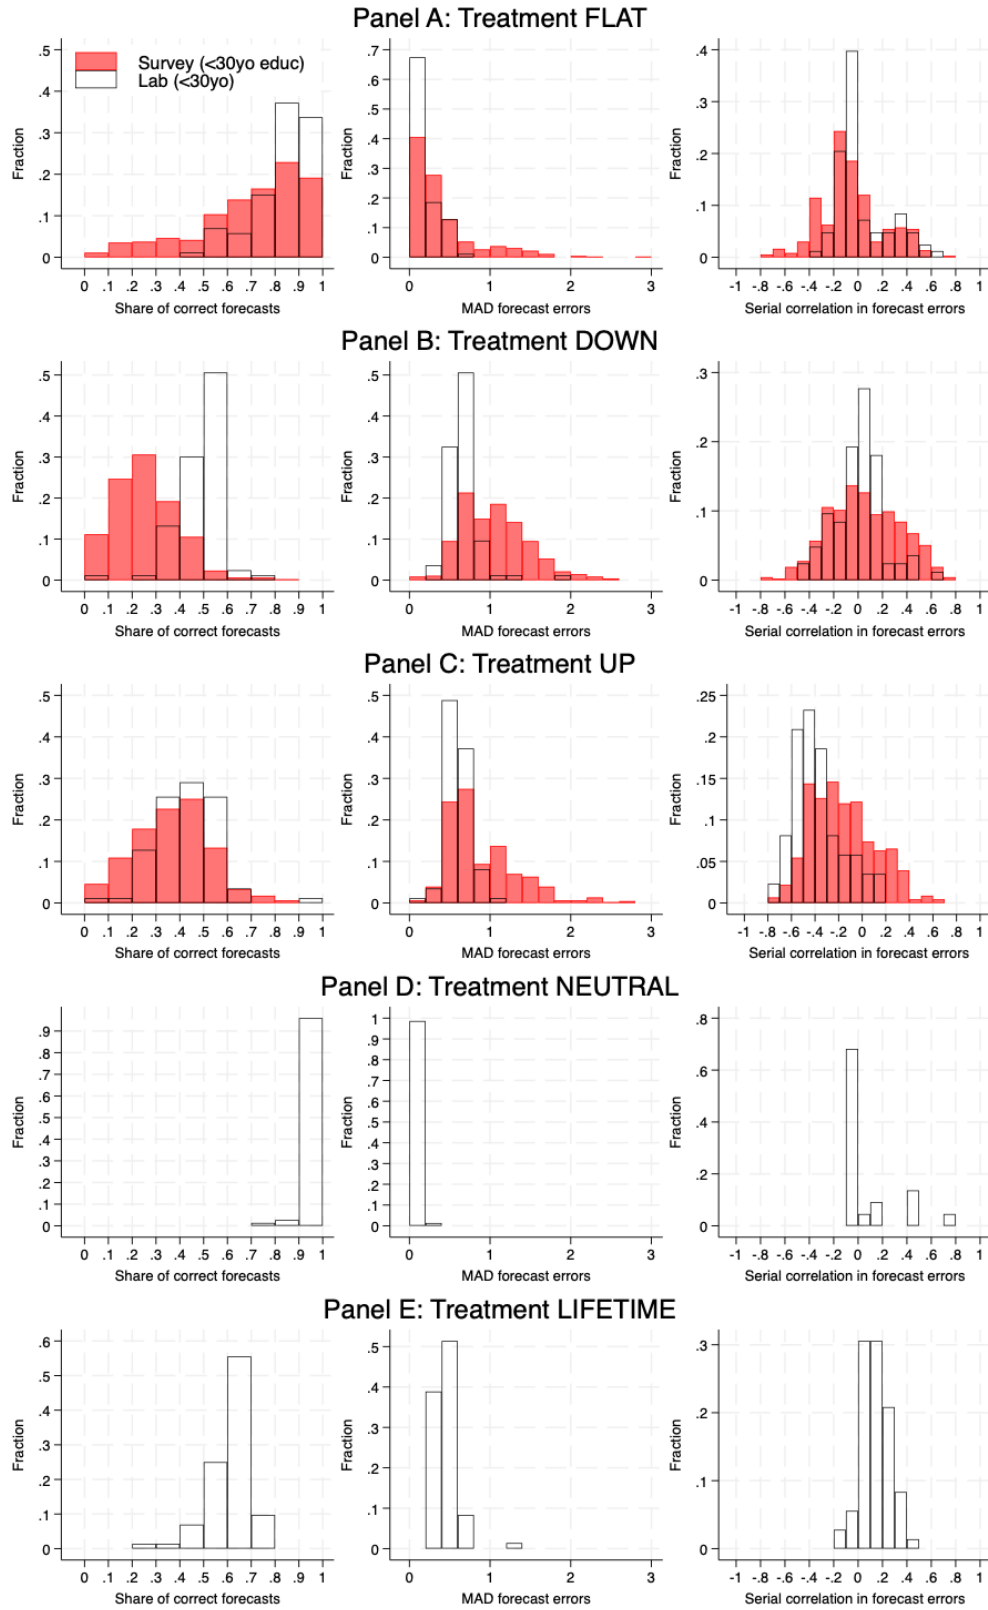 Panel A: Treatment FLAT
Survey (<30yo educ)
Lab (<30yo)
Fraction
.5
.4
.3
.2
.1
0
0 .1 .2 .3 .4 .5 .6 .7 .8 .9 1
Share of correct forecasts
Fraction
.7
.6
.5
.4
.3
.2
.1
0
0 1 2 3
MAD forecast errors
Fraction
.4
.3
.2
.1
0
-1 -.8 -.6 -.4 -.2 0 .2 .4 .6 .8 1
Serial correlation in forecast errors
Panel B: Treatment DOWN
Fraction
.5
.4
.3
.2
.1
0
0 .1 .2 .3 .4 .5 .6 .7 .8 .9 1
Share of correct forecasts
Fraction
.5
.4
.3
.2
.1
0
0 1 2 3
MAD forecast errors
Fraction
.3
.2
.1
0
-1 -.8 -.6 -.4 -.2 0 .2 .4 .6 .8 1
Serial correlation in forecast errors
Panel C: Treatment UP
Fraction
.5
.4
.3
.2
.1
0
0 .1 .2 .3 .4 .5 .6 .7 .8 .9 1
Share of correct forecasts
Fraction
.5
.4
.3
.2
.1
0
0 1 2 3
MAD forecast errors
Fraction
.25
.2
.15
.1
.05
0
-1 -.8 -.6 -.4 -.2 0 .2 .4 .6 .8 1
Serial correlation in forecast errors
Panel D: Treatment NEUTRAL
Fraction
.9
.8
.7
.6
.5
.4
.3
.2
.1
0
0 .1 .2 .3 .4 .5 .6 .7 .8 .9 1
Share of correct forecasts
Fraction
1
.9
.8
.7
.6
.5
.4
.3
.2
.1
0
0 1 2 3
MAD forecast errors
Fraction
.8
.6
.4
.2
0
-1 -.8 -.6 -.4 -.2 0 .2 .4 .6 .8 1
Serial correlation in forecast errors
Panel E: Treatment LIFETIME
Fraction
.6
.5
.4
.3
.2
.1
0
0 .1 .2 .3 .4 .5 .6 .7 .8 .9 1
Share of correct forecasts
Fraction
.5
.4
.3
.2
.1
0
0 1 2 3
MAD forecast errors
Fraction
.3
.2
.1
0
-1 -.8 -.6 -.4 -.2 0 .2 .4 .6 .8 1
Serial correlation in forecast errors